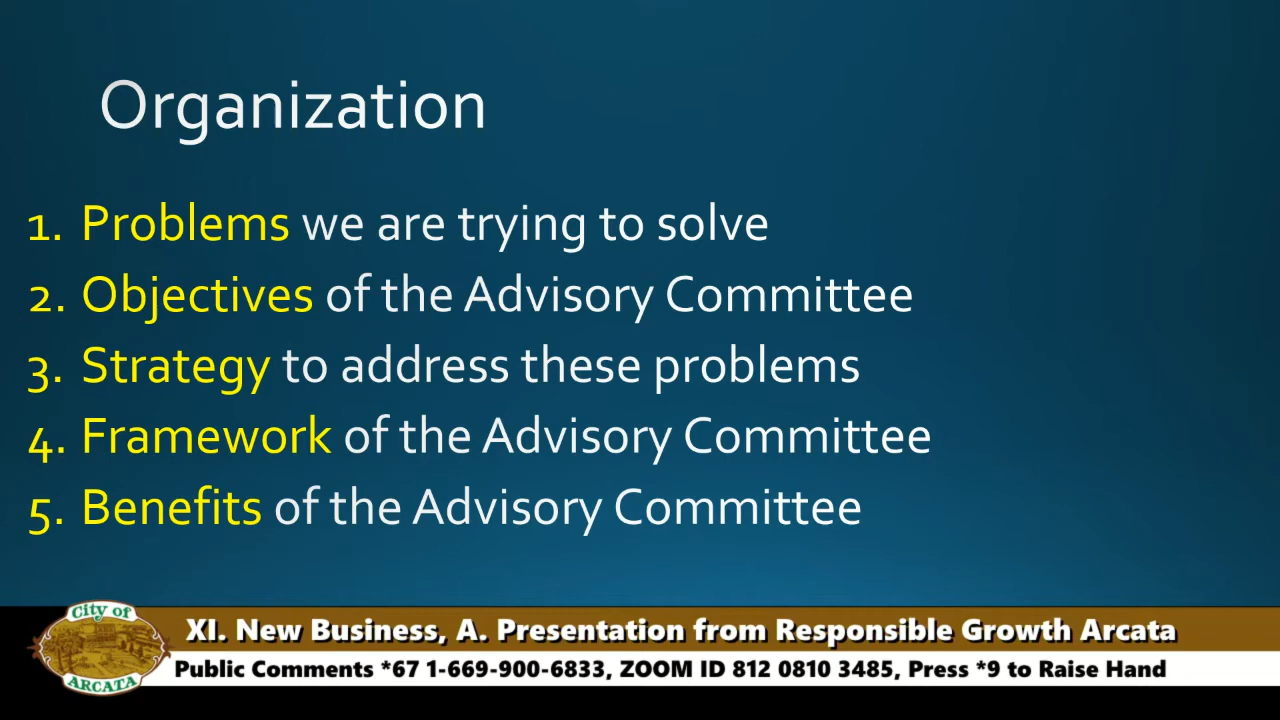 Organization
1. Problems we are trying to solve
2. Objectives of the Advisory Committee
3. Strategy to address these problems
4. Framework of the Advisory Committee
5. Benefits of the Advisory Committee
City of
ARCATA
XI. New Business, A. Presentation from Responsible Growth Arcata
Public Comments *67 1-669-900-6833, ZOOM ID 812 0810 3485, Press *9 to Raise Hand